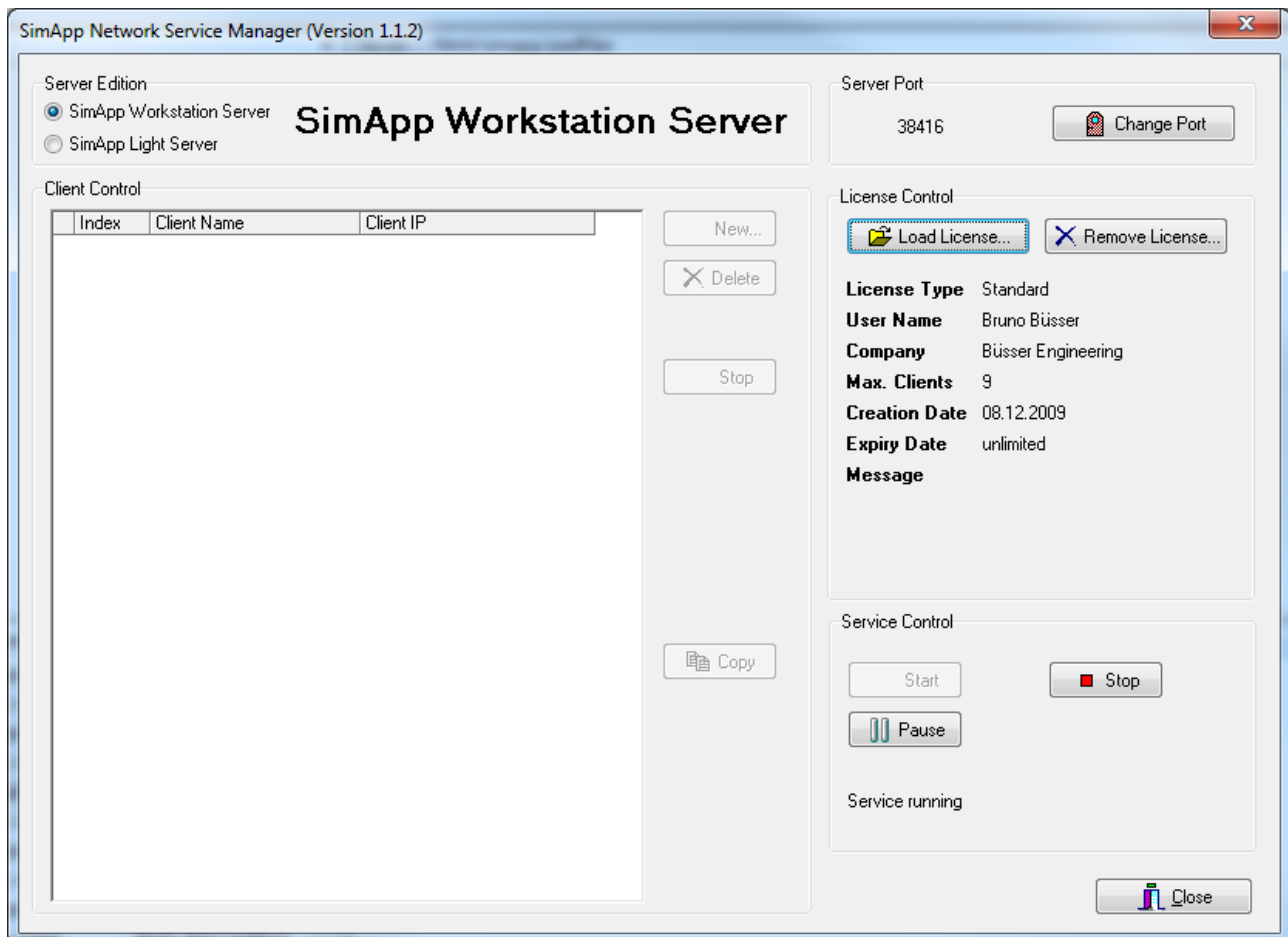 SimApp Network Service Manager (Version 1.1.2)
Server Edition
SimApp Workstation Server
SimApp Light Server
SimApp Workstation Server
Server Port
38416
Change Port
Client Control
Index Client Name Client IP
New...
Delete
Stop
Copy
License Control
Load License...
Remove License...
License Type Standard
User Name Bruno Büsser
Company Büsser Engineering
Max. Clients 9
Creation Date 08.12.2009
Expiry Date unlimited
Message
Service Control
Start
Stop
Pause
Service running
Close